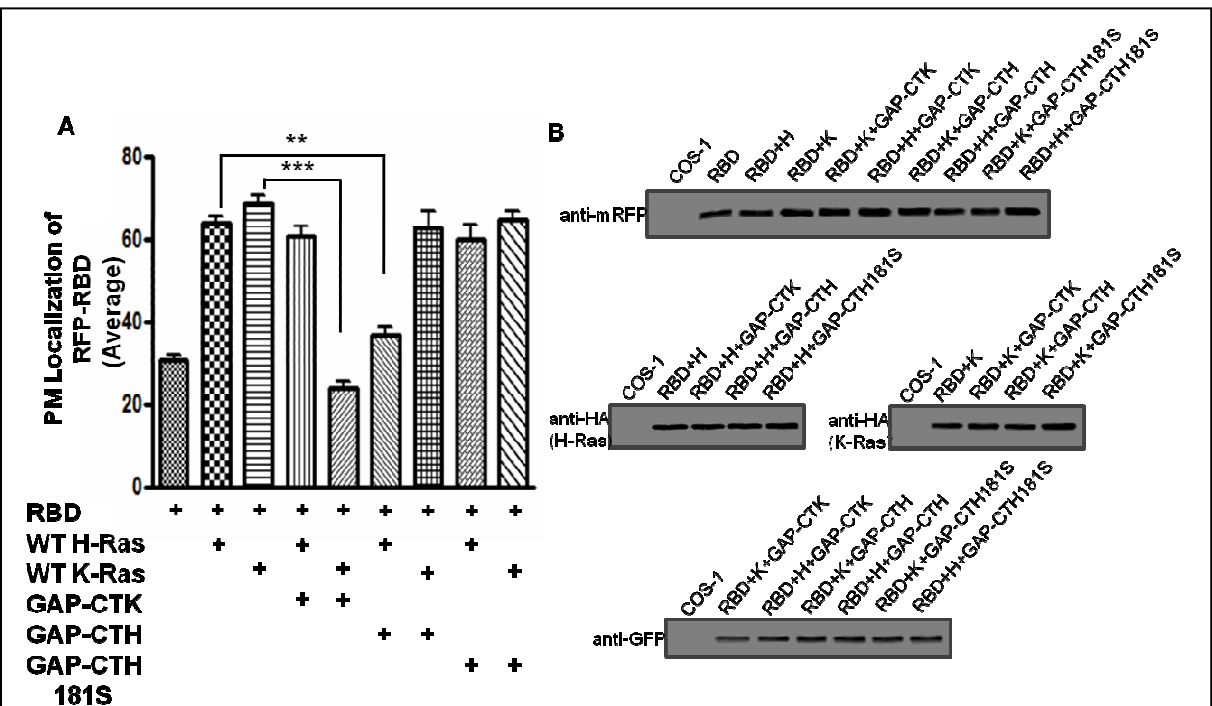 A
**
***
80
60
40
20
0
PM Localization of
RFP-RBD
(Average)
RBD + + + + + + + + +
WT H-Ras + + + +
WT K-Ras + + + +
GAP-CTK + +
GAP-CTH + +
GAP-CTH + +
181S
B
COS-1
RBD
RBD+H
RBD+K
RBD+K+GAP-CTK
RBD+H+GAP-CTK
RBD+K+GAP-CTH
RBD+H+GAP-CTH
RBD+K+GAP-CTH181S
RBD+H+GAP-CTH181S
anti-mRFP
COS-1
RBD+H
RBD+H+GAP-CTK
RBD+H+GAP-CTH
RBD+H+GAP-CTH181S
anti-HA
(H-Ras)
COS-1
RBD+K
RBD+K+GAP-CTK
RBD+K+GAP-CTH
RBD+K+GAP-CTH181S
anti-HA
(K-Ras)
COS-1
RBD+K+GAP-CTK
RBD+H+GAP-CTK
RBD+K+GAP-CTH
RBD+H+GAP-CTH
RBD+K+GAP-CTH181S
RBD+H+GAP-CTH181S
anti-GFP